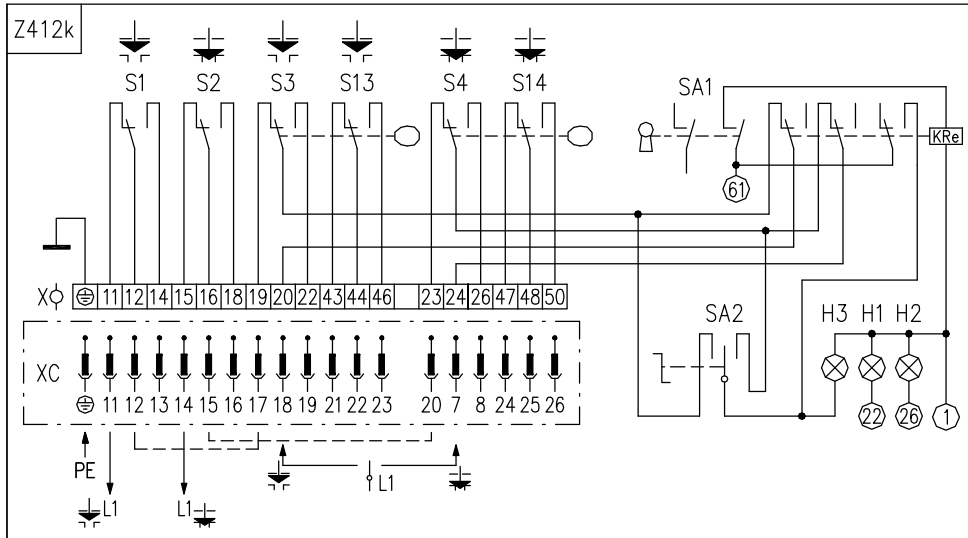 Z412k
S1 S2 S3 S13 S4 S14 SA1
KRe
61
X 11 12 14 15 16 18 19 20 22 43 44 46 23 24 26 47 48 50
SA2 H3 H1 H2
XC
11 12 13 14 15 16 17 18 19 21 22 23 20 7 8 24 25 26
22 26 1
PE
L1 L1 L1